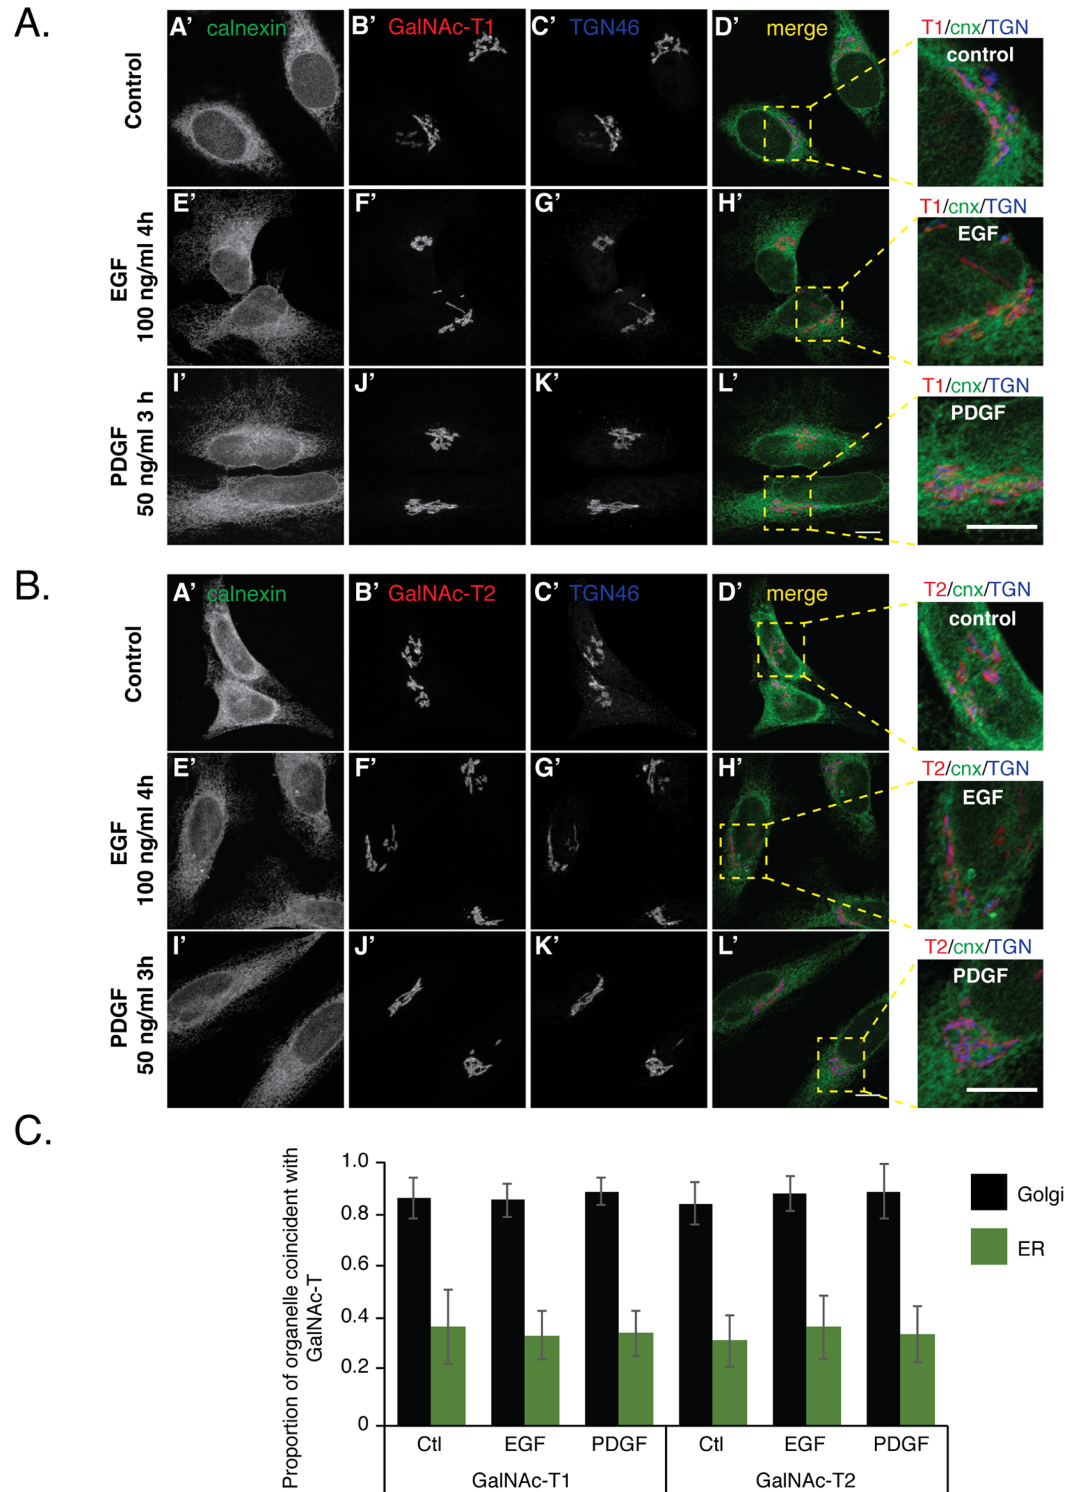 A.
A’ calnexin
B’ GalNAc-T1
C’ TGN46
D’ merge
T1/cnx/TGN
control
Control
E’
F’
G’
H’
T1/cnx/TGN
EGF
EGF
100 ng/ml 4h
I’
J’
K’
L’
T1/cnx/TGN
PDGF
PDGF
50 ng/ml 3 h
B.
A’ calnexin
B’ GalNAc-T2
C’ TGN46
D’ merge
T2/cnx/TGN
control
Control
E’
F’
G’
H’
T2/cnx/TGN
EGF
EGF
100 ng/ml 4h
I’
J’
K’
L’
T2/cnx/TGN
PDGF
PDGF
50 ng/ml 3h
C.
Proportion of organelle coincident with
GalNAc-T
1.0
0.8
0.6
0.4
0.2
0
Golgi
ER
Ctl EGF PDGF Ctl EGF PDGF
GalNAc-T1 GalNAc-T2